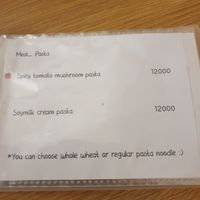 Meal_ Pasta
Spicy tomato mushroom pasta 12000
Soymilk cream pasta 12000
*You can choose whole wheat or regular pasta noodle :)